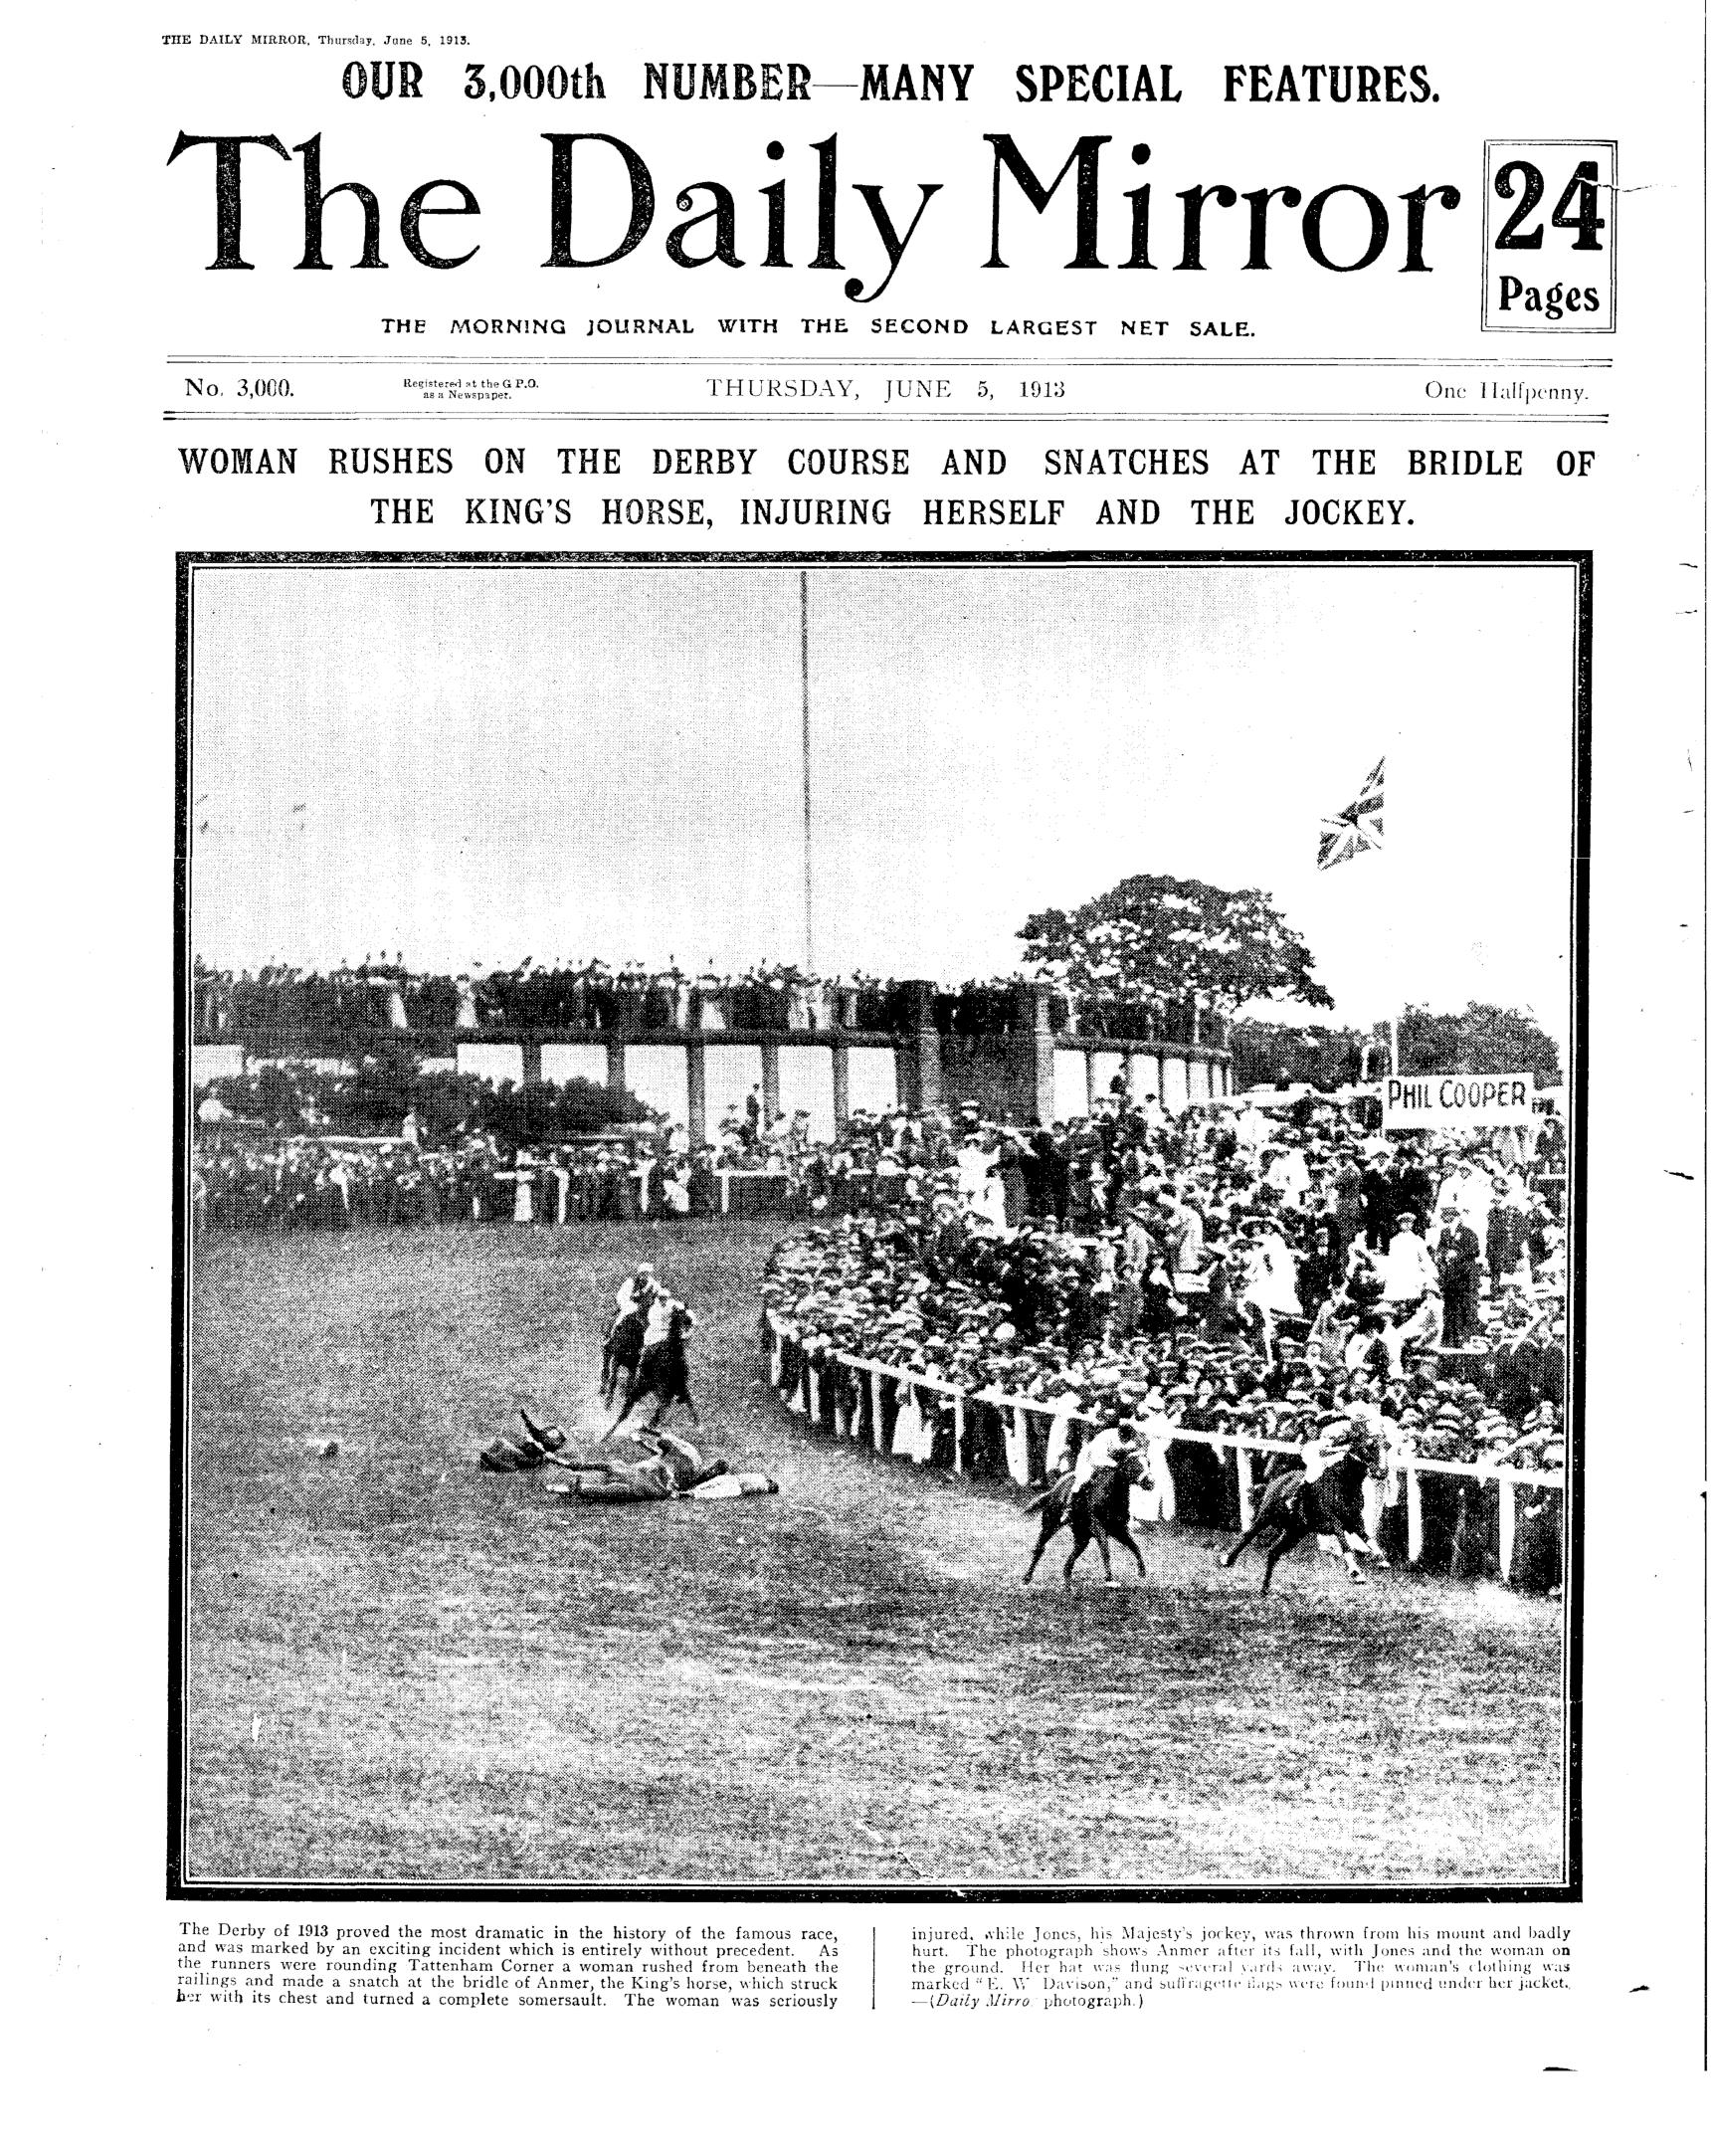 THE DAILY MIRROR, Thursday, June 5, 1913.
OUR 3,000th NUMBER—MANY SPECIAL FEATURES.
The Daily Mirror
24
Pages
THE MORNING JOURNAL WITH THE SECOND LARGEST NET SALE.
No. 3,000.
Registered at the G.P.O.
as a Newspaper.
THURSDAY, JUNE 5, 1913
One Halfpenny.
WOMAN RUSHES ON THE DERBY COURSE AND SNATCHES AT THE BRIDLE OF
THE KING'S HORSE, INJURING HERSELF AND THE JOCKEY.
PHIL COOPER
The Derby of 1913 proved the most dramatic in the history of the famous race,
and was marked by an exciting incident which is entirely without precedent. As
the runners were rounding Tattenham Corner a woman rushed from beneath the
railings and made a snatch at the bridle of Anmer, the King's horse, which struck
her with its chest and turned a complete somersault. The woman was seriously
injured, while Jones, his Majesty's jockey, was thrown from his mount and badly
hurt. The photograph shows Anmer after its fall, with Jones and the woman on
the ground. Her hat was flung several yards away. The woman's clothing was
marked "E. W. Davison," and suffragette flags were found pinned under her jacket.
—(Daily Mirro photograph.)